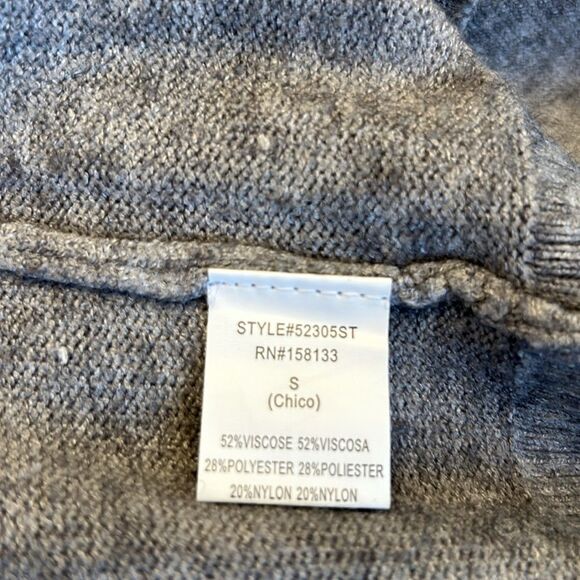 STYLE#52305ST
RN#158133
S
(Chico)
52%VISCOSE 52%VISCOSA
28%POLYESTER 28%POLIESTER
20%NYLON 20%NYLON